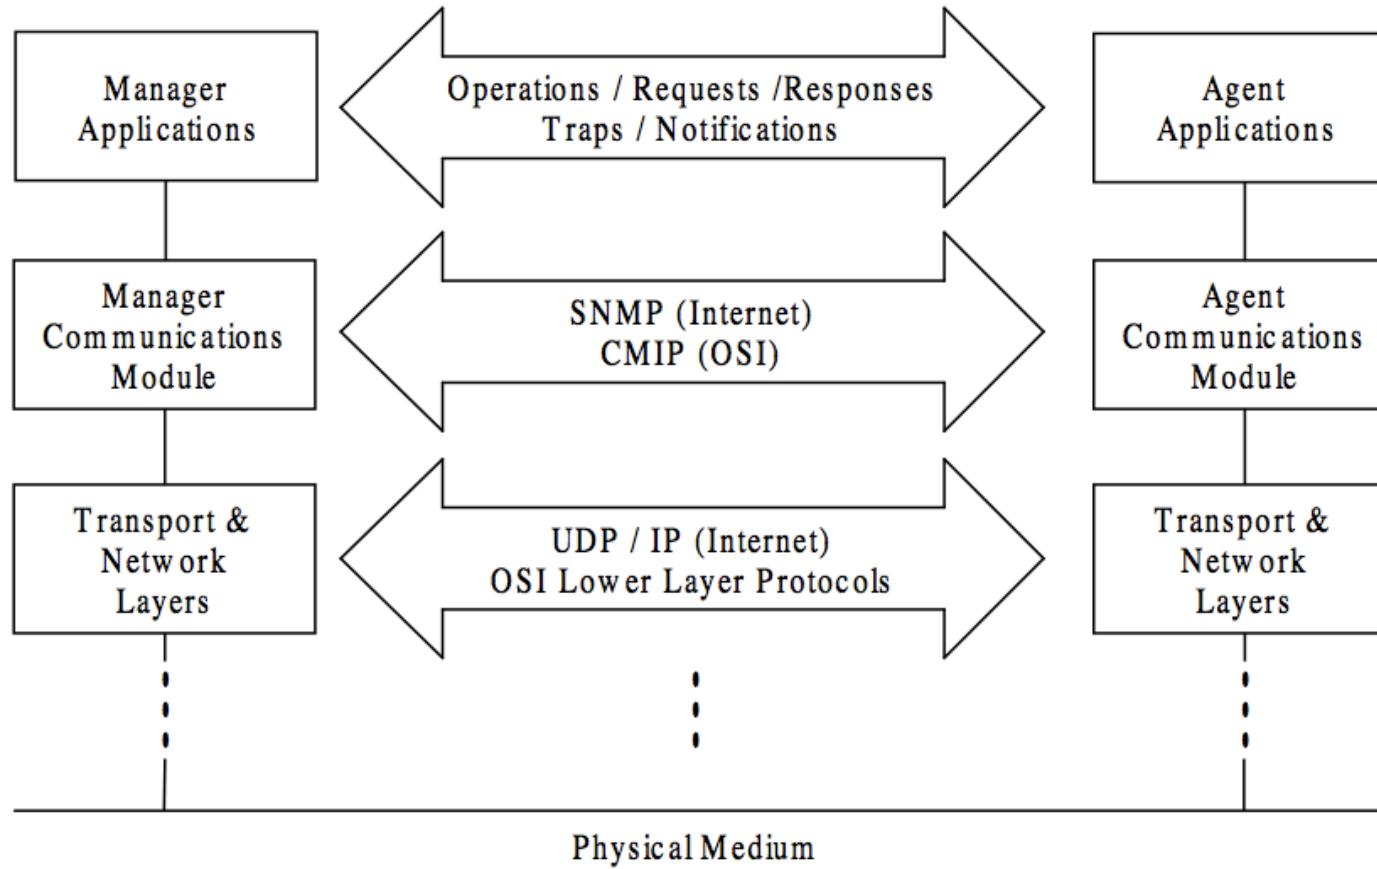 Manager
Applications
Operations / Requests /Responses
Traps / Notifications
Agent
Applications
Manager
Communications
Module
SNMP (Internet)
CMIP (OSI)
Agent
Communications
Module
Transport &
Network
Layers
UDP / IP (Internet)
OSI Lower Layer Protocols
Transport &
Network
Layers
Physical Medium